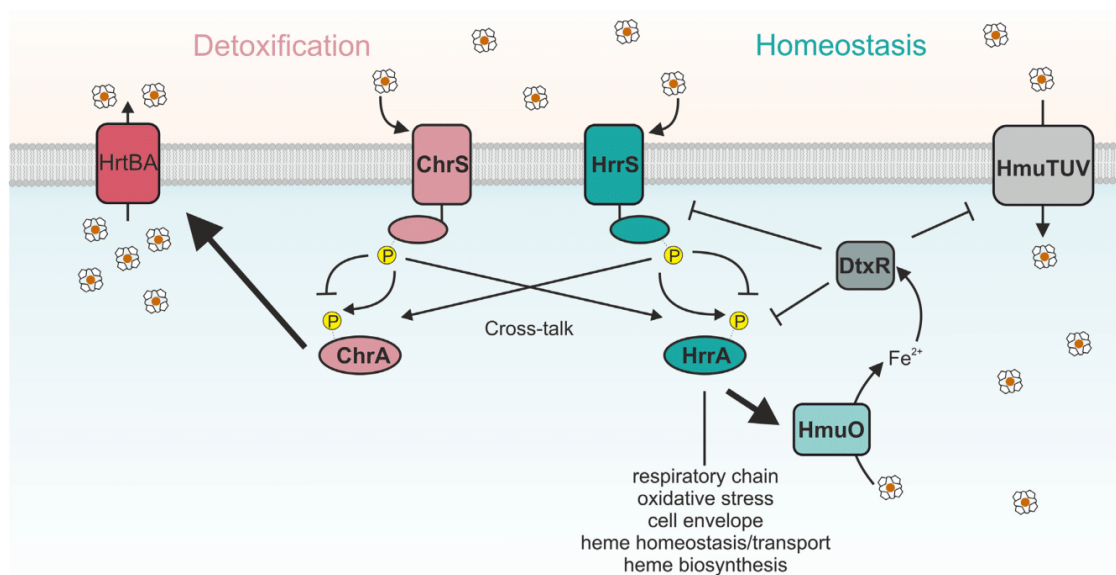 Detoxification
Homeostasis
HrtBA
ChrS
HrrS
HmuTUV
P
P
DtxR
P
P
Cross-talk
ChrA
HrrA
Fe²⁺
HmuO
respiratory chain
oxidative stress
cell envelope
heme homeostasis/transport
heme biosynthesis